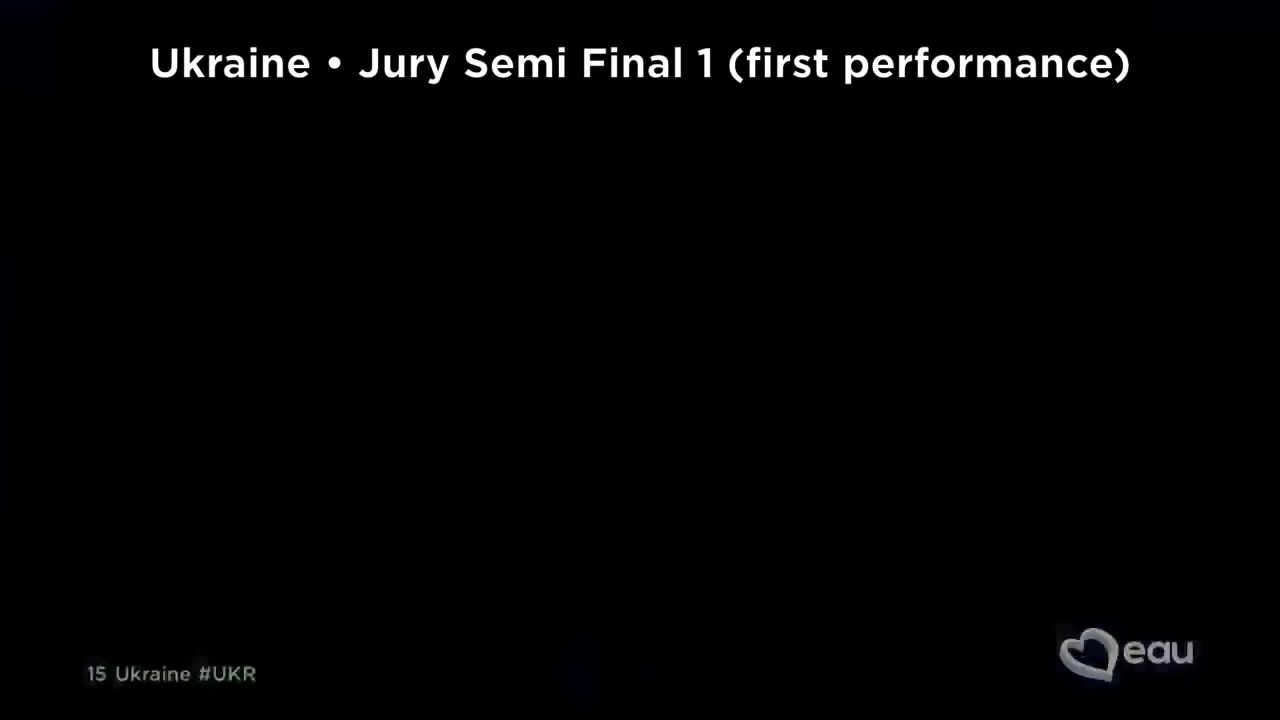 Ukraine • Jury Semi Final 1 (first performance)
15 Ukraine #UKR
eau